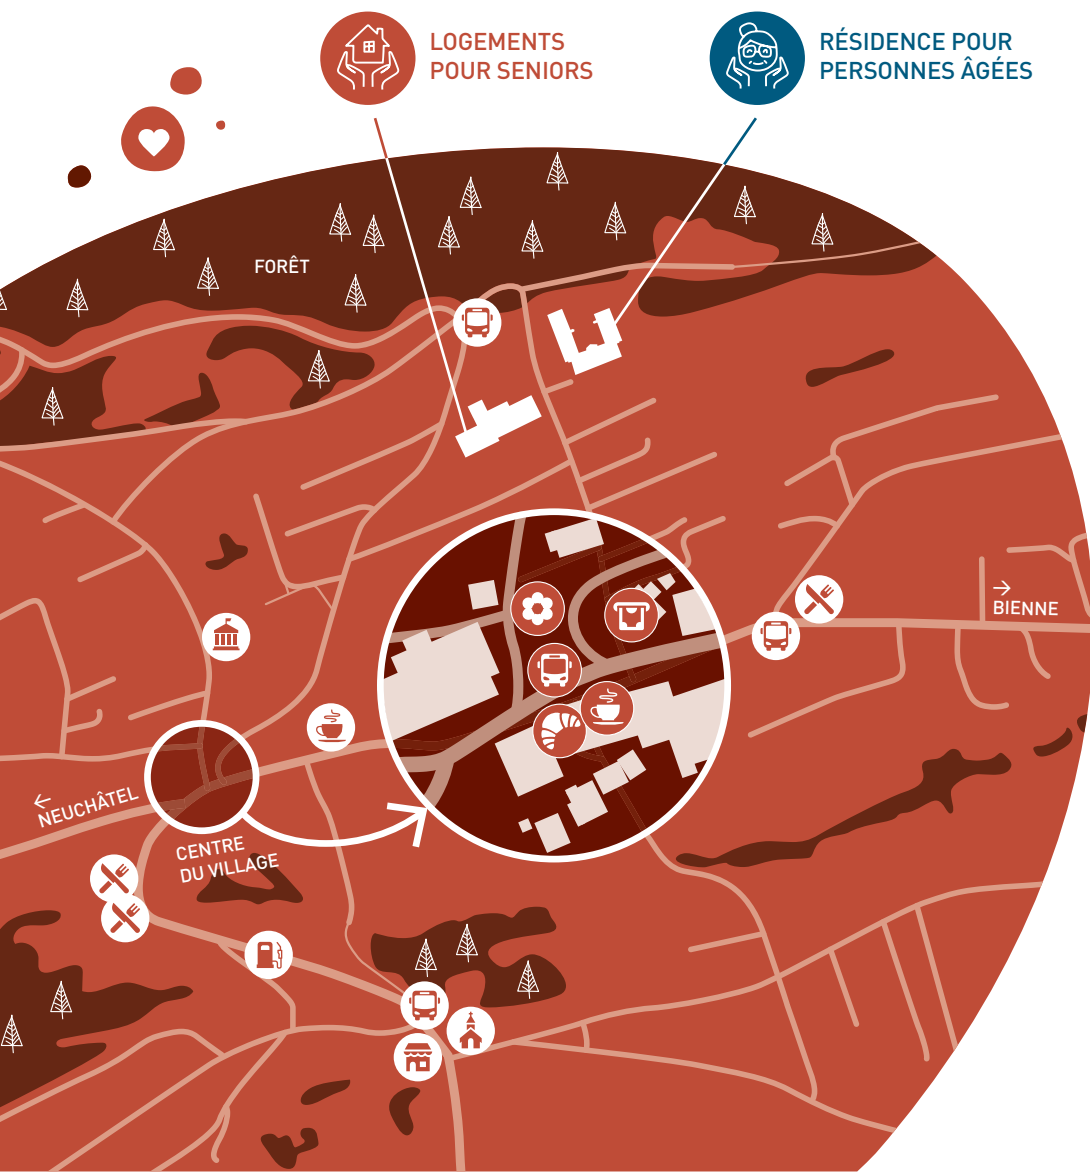 LOGEMENTS
POUR SENIORS
RÉSIDENCE POUR
PERSONNES ÂGÉES
FORÊT
→
BIENNE
←
NEUCHÂTEL
CENTRE
DU VILLAGE